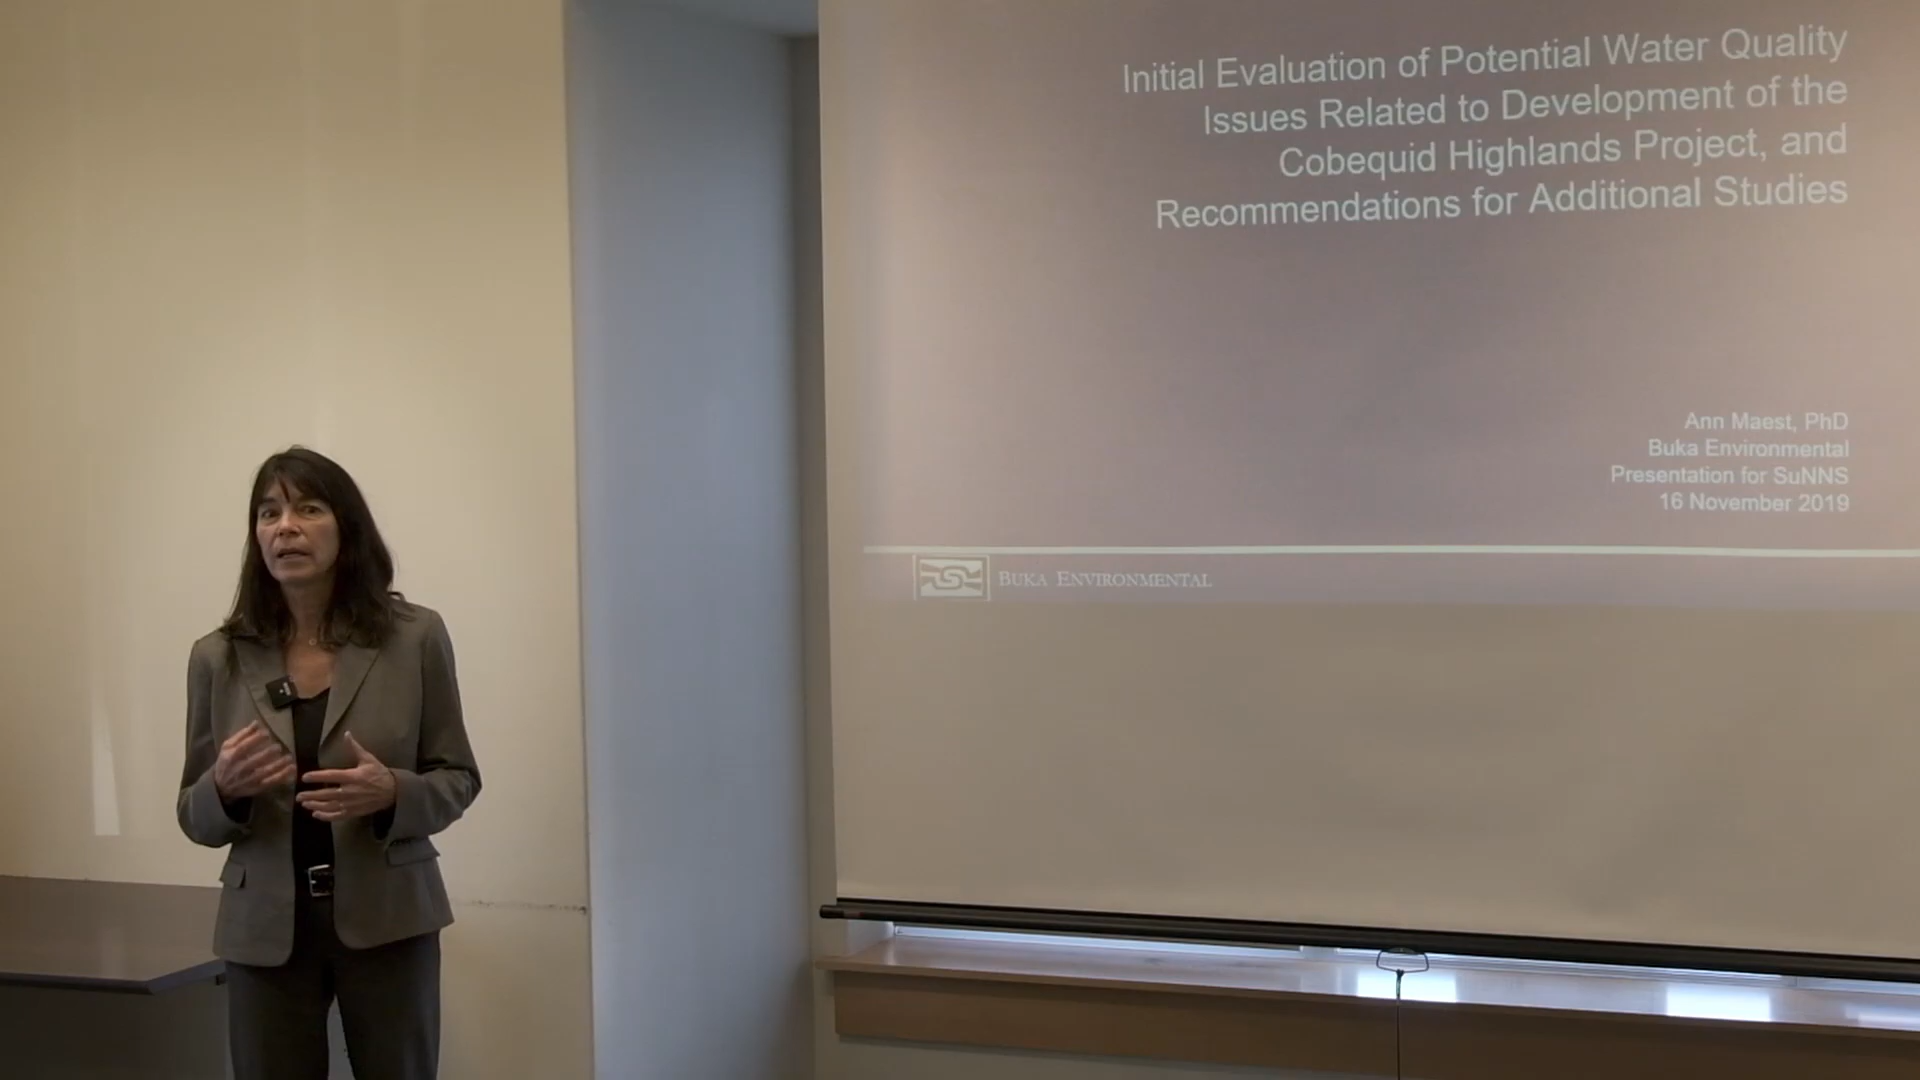 Initial Evaluation of Potential Water Quality
Issues Related to Development of the
Cobequid Highlands Project, and
Recommendations for Additional Studies
Ann Maest, PhD
Buka Environmental
Presentation for SuNNS
16 November 2019
BUKA ENVIRONMENTAL